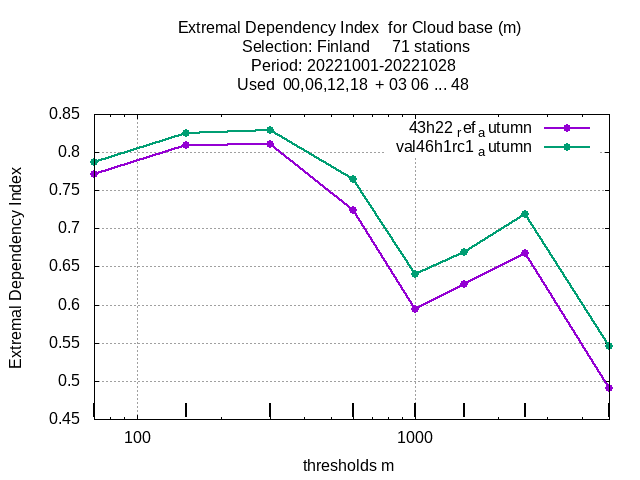 Extremal Dependency Index  for Cloud base (m)
Selection: Finland     71 stations
Period: 20221001-20221028
Used  00,06,12,18  + 03 06 ... 48
43h22 ref autumn
val46h1rc1 autumn
0.85
0.8
0.75
0.7
0.65
0.6
0.55
0.5
0.45
Extremal Dependency Index
100
1000
thresholds m